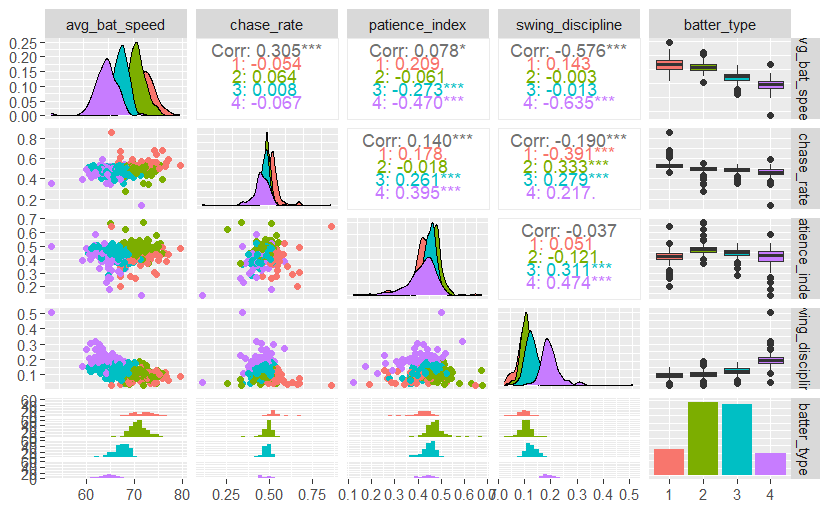 avg_bat_speed chase_rate patience_index swing_discipline batter_type
0.25 0.20 0.15 0.10 0.05 0.00
Corr: 0.305***
1: -0.054
2: 0.064
3: 0.008
4: -0.067
Corr: 0.078*
1: 0.209
2: -0.061
3: -0.273***
4: -0.470***
Corr: -0.576***
1: 0.143
2: -0.003
3: -0.013
4: -0.635***
vg_bat_spee
0.8 0.6 0.4 0.2
Corr: 0.140***
1: 0.178
2: -0.018
3: 0.261***
4: 0.395***
Corr: -0.190***
1: -0.391***
2: 0.333***
3: 0.279***
4: 0.217.
chase_rate
0.7 0.6 0.5 0.4 0.3 0.2
Corr: -0.037
1: 0.051
2: -0.121
3: 0.311***
4: 0.474***
atience_inde
0.5 0.4 0.3 0.2 0.1
wing_disciplin
60
0
batter_type
60 70 80
0.25 0.50 0.75
0.1 0.2 0.3 0.4 0.5 0.6
0.1 0.2 0.3 0.4 0.5
1 2 3 4